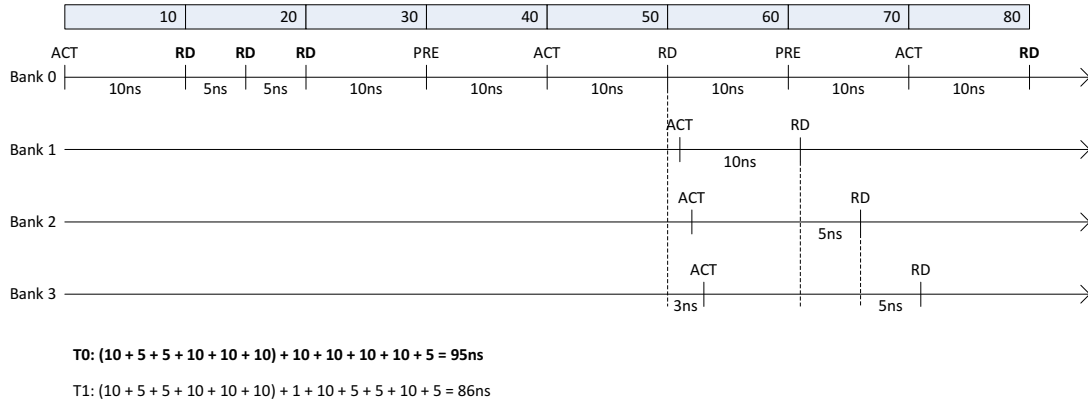 10 20 30 40 50 60 70 80
ACT RD RD RD PRE ACT RD PRE ACT RD
Bank 0
10ns 5ns 5ns 10ns 10ns 10ns 10ns 10ns 10ns
ACT RD
Bank 1
10ns
ACT RD
Bank 2
5ns
ACT RD
Bank 3
3ns 5ns
T0: (10 + 5 + 5 + 10 + 10 + 10) + 10 + 10 + 10 + 10 + 5 = 95ns
T1: (10 + 5 + 5 + 10 + 10 + 10) + 1 + 10 + 5 + 5 + 10 + 5 = 86ns